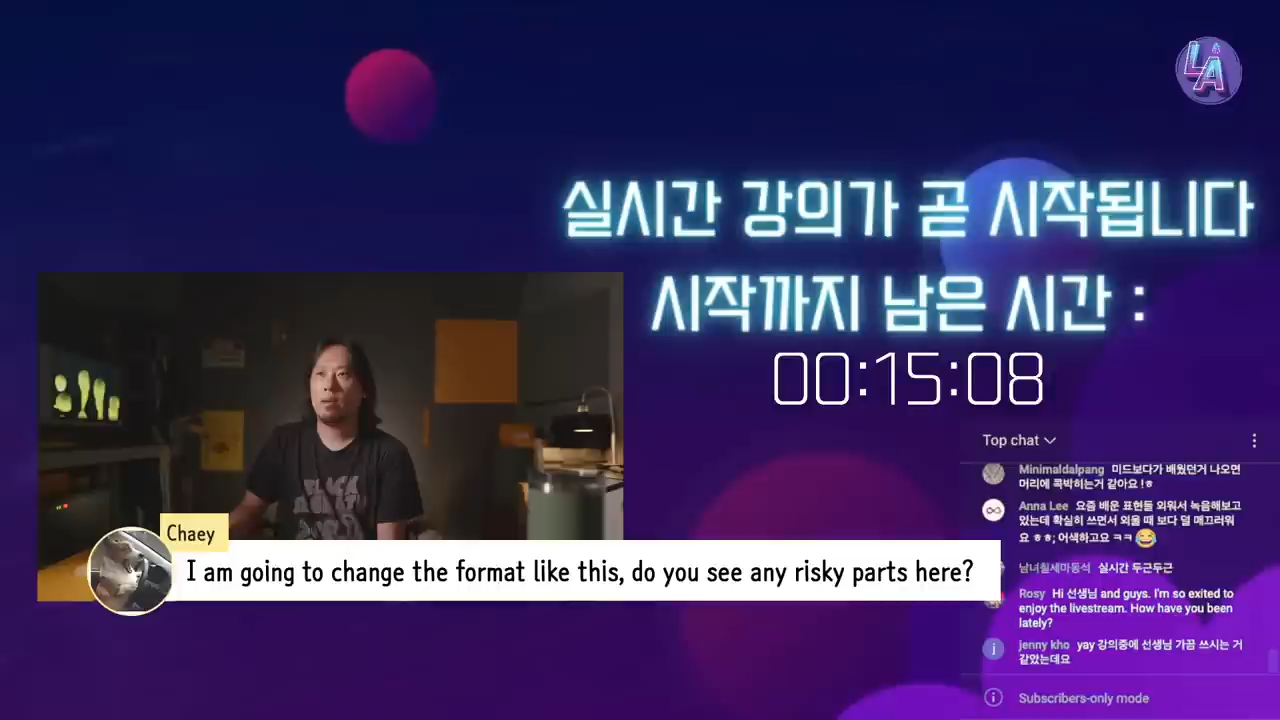 LA
실시간 강의가 곧 시작됩니다
시작까지 남은 시간 :
00:15:08
Chaey
I am going to change the format like this, do you see any risky parts here?
Top chat
Minimaldalpang 미드보다가 배웠던거 나오면
머리에 콕박히는거 같아요 !ㅎ
Anna Lee 요즘 배운 표현들 외워서 녹음해보고
있는데 확실히 쓰면서 외울 때 보다 덜 매끄러워
요 ㅎㅎ; 어색하고요 ㅋㅋ 😂
남녀칠세마동석 실시간 두근두근
Rosy Hi 선생님 and guys. I'm so exited to
enjoy the livestream. How have you been
lately?
j
jenny kho yay 강의중에 선생님 가끔 쓰시는 거
같았는데요
Subscribers-only mode